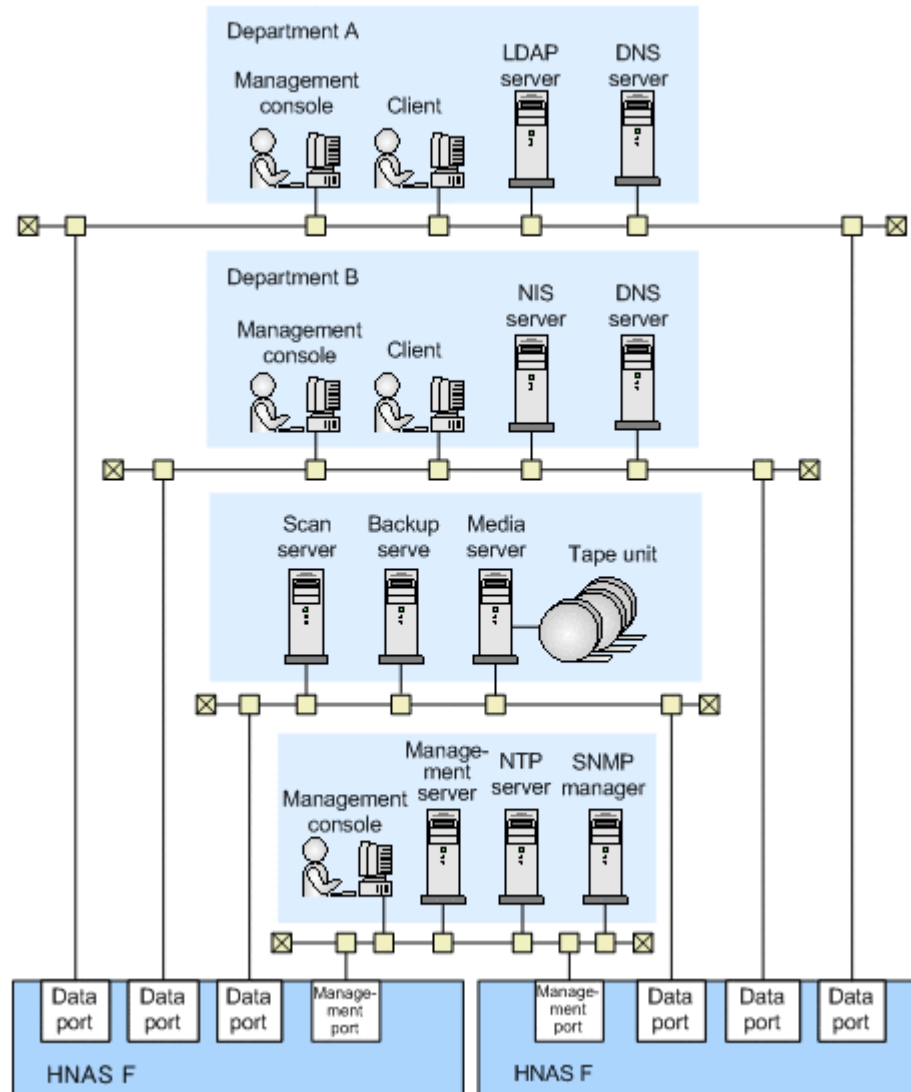 Department A
Management
console
Client
LDAP
server
DNS
server
Department B
Management
console
Client
NIS
server
DNS
server
Scan
server
Backup
serve
Media
server
Tape unit
Management
console
Manage-
ment
server
NTP
server
SNMP
manager
Data
port
Data
port
Data
port
Manage-
ment
port
HNAS F
Manage-
ment
port
Data
port
Data
port
Data
port
HNAS F